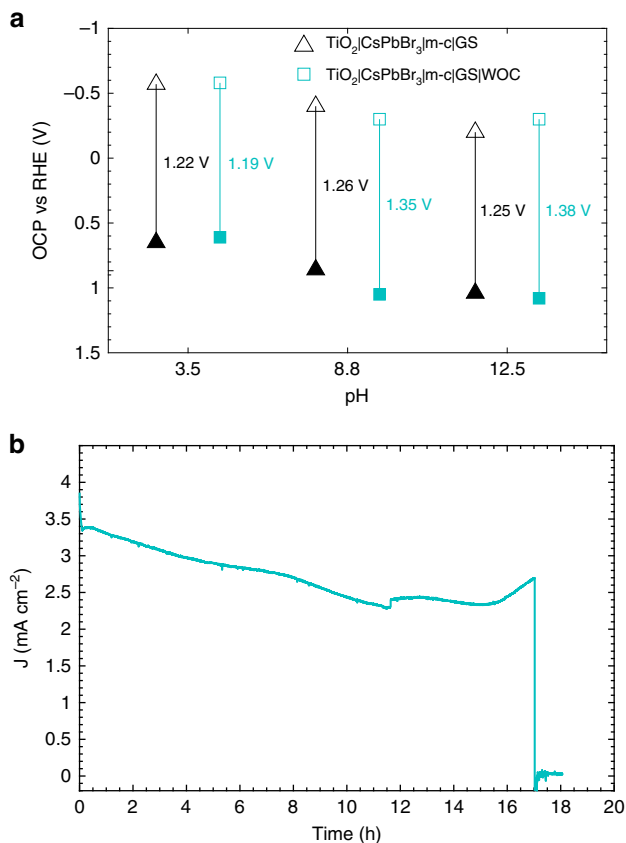 a
TiO2|CsPbBr3|m-c|GS
TiO2|CsPbBr3|m-c|GS|WOC
OCP vs RHE (V)
−1
−0.5
0
0.5
1
1.5
1.22 V
1.19 V
1.26 V
1.35 V
1.25 V
1.38 V
3.5
8.8
12.5
pH
b
J (mA cm−2)
4
3.5
3
2.5
2
1.5
1
0.5
0
0 2 4 6 8 10 12 14 16 18 20
Time (h)